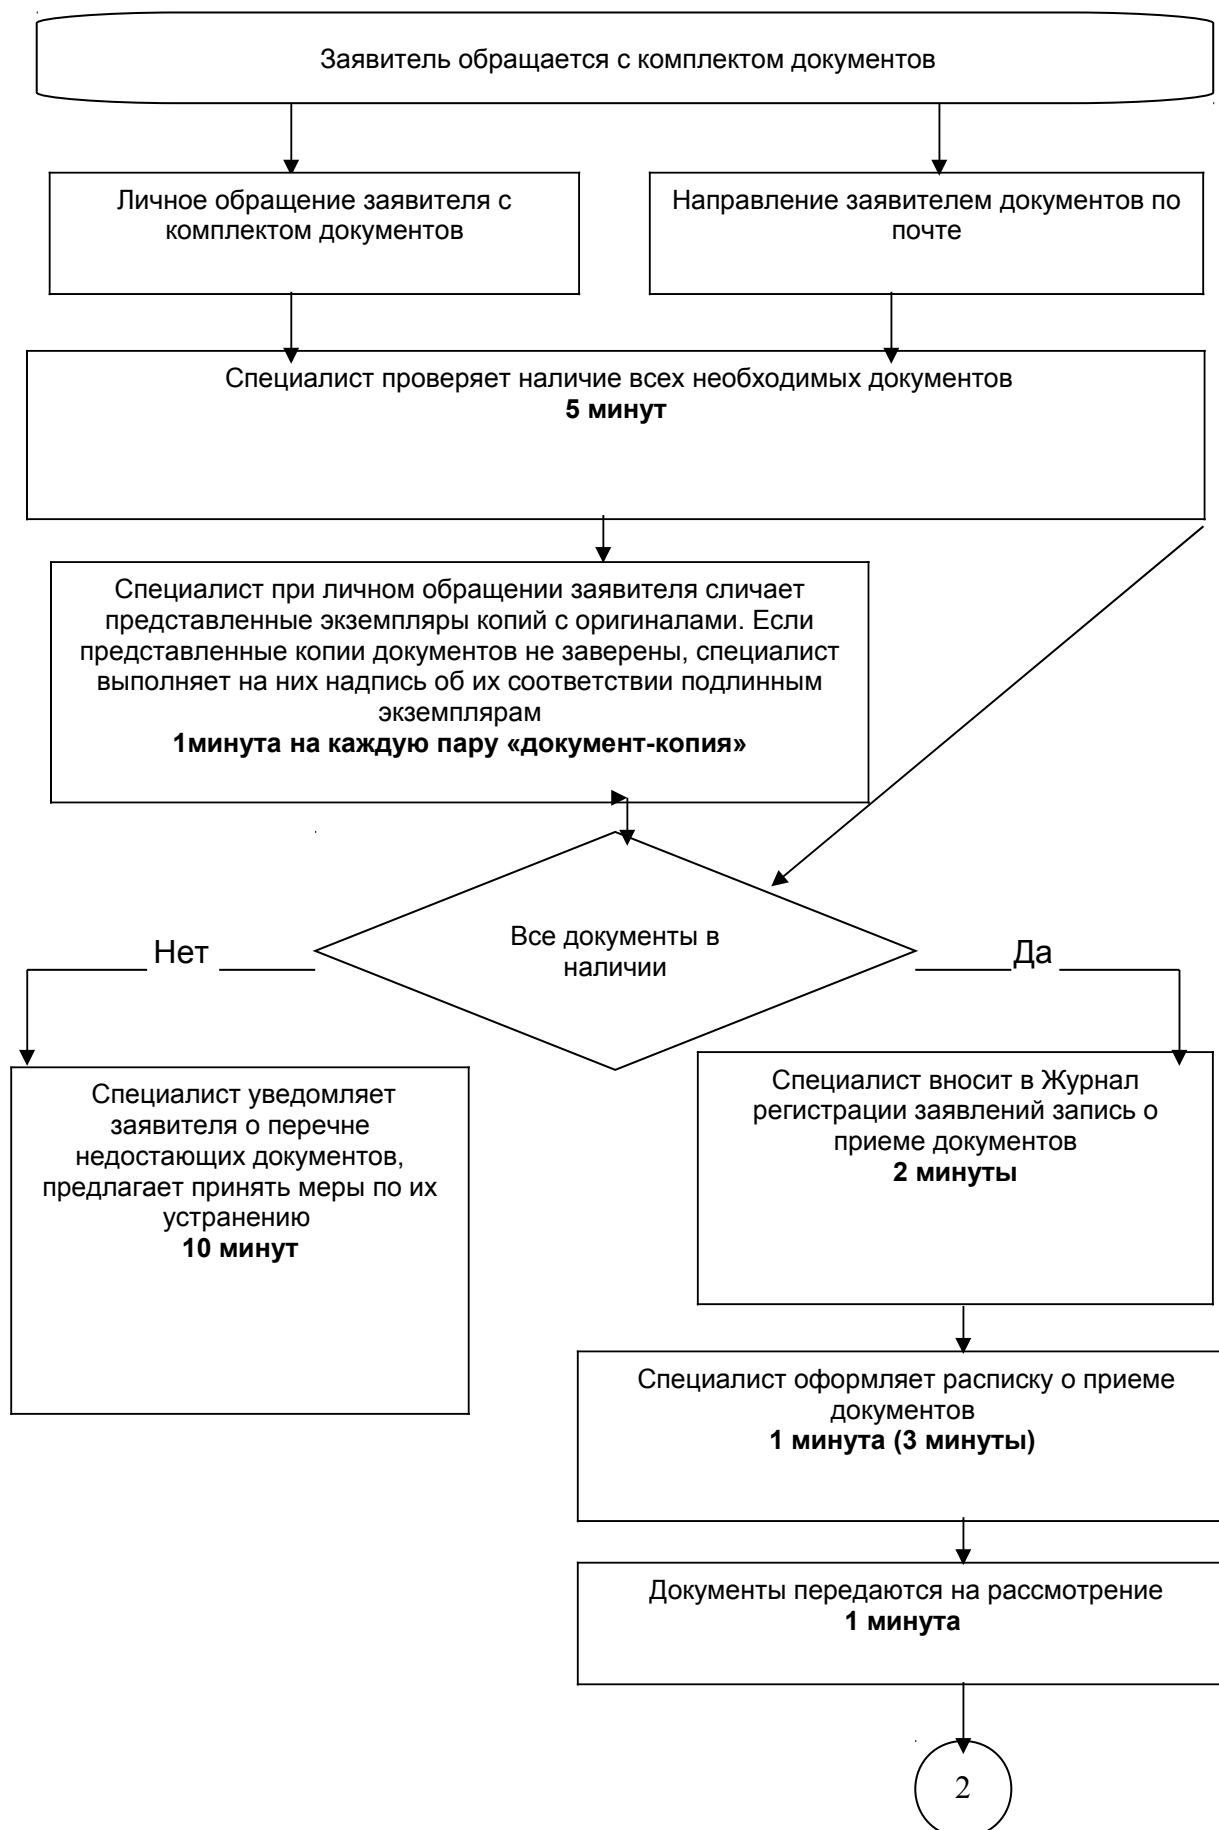 Заявитель обращается с комплектом документов
Личное обращение заявителя с
комплектом документов
Направление заявителем документов по
почте
Специалист проверяет наличие всех необходимых документов
5 минут
Специалист при личном обращении заявителя сличает
представленные экземпляры копий с оригиналами. Если
представленные копии документов не заверены, специалист
выполняет на них надпись об их соответствии подлинным
экземплярам
1минута на каждую пару «документ-копия»
Все документы в
наличии
Нет
Да
Специалист уведомляет
заявителя о перечне
недостающих документов,
предлагает принять меры по их
устранению
10 минут
Специалист вносит в Журнал
регистрации заявлений запись о
приеме документов
2 минуты
Специалист оформляет расписку о приеме
документов
1 минута (3 минуты)
Документы передаются на рассмотрение
1 минута
2